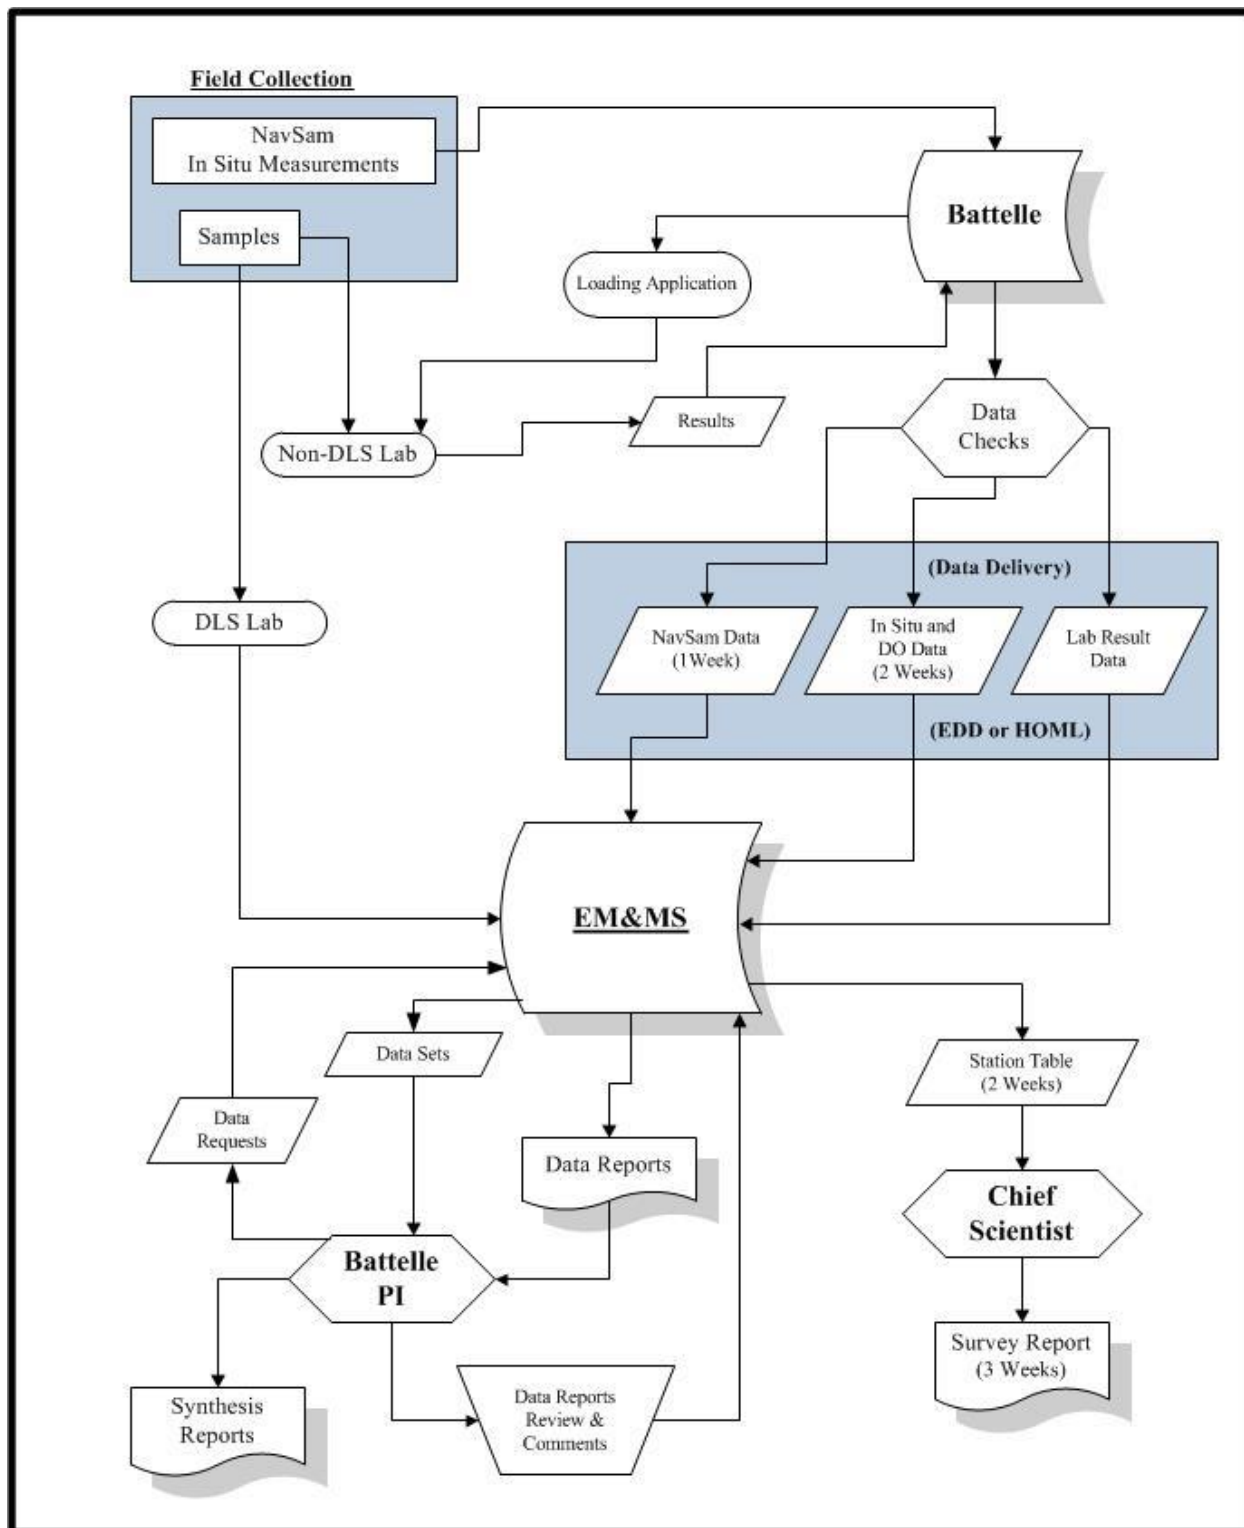 Field Collection
NavSam
In Situ Measurements
Samples
Battelle
Loading Application
Results
Non-DLS Lab
Data
Checks
(Data Delivery)
DLS Lab
NavSam Data
(1Week)
In Situ and
DO Data
(2 Weeks)
Lab Result
Data
(EDD or HOML)
EM&MS
Data Sets
Station Table
(2 Weeks)
Data
Requests
Data Reports
Chief
Scientist
Battelle
PI
Survey Report
(3 Weeks)
Synthesis
Reports
Data Reports
Review &
Comments